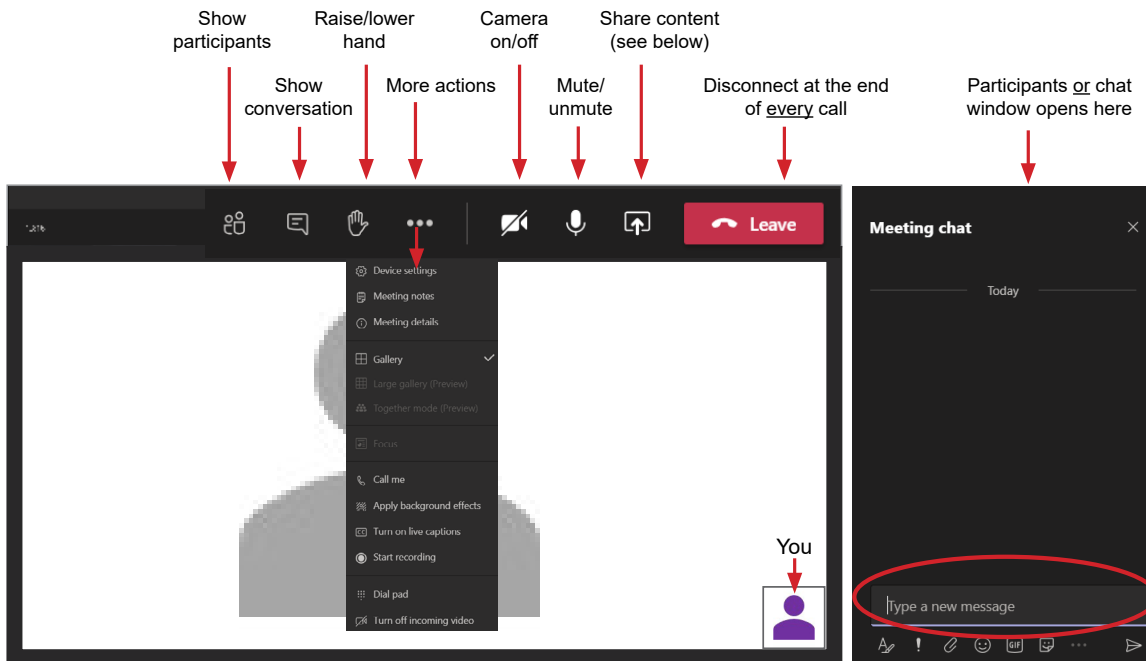 Show
participants
Raise/lower
hand
Camera
on/off
Share content
(see below)
Show
conversation
More actions
Mute/
unmute
Disconnect at the end
of every call
Participants or chat
window opens here
Leave
Meeting chat
Today
Device settings
Meeting notes
Meeting details
Gallery
Large gallery (Preview)
Together mode (Preview)
Focus
Call me
Apply background effects
CC Turn on live captions
Start recording
Dial pad
Turn off incoming video
You
Type a new message
GIF